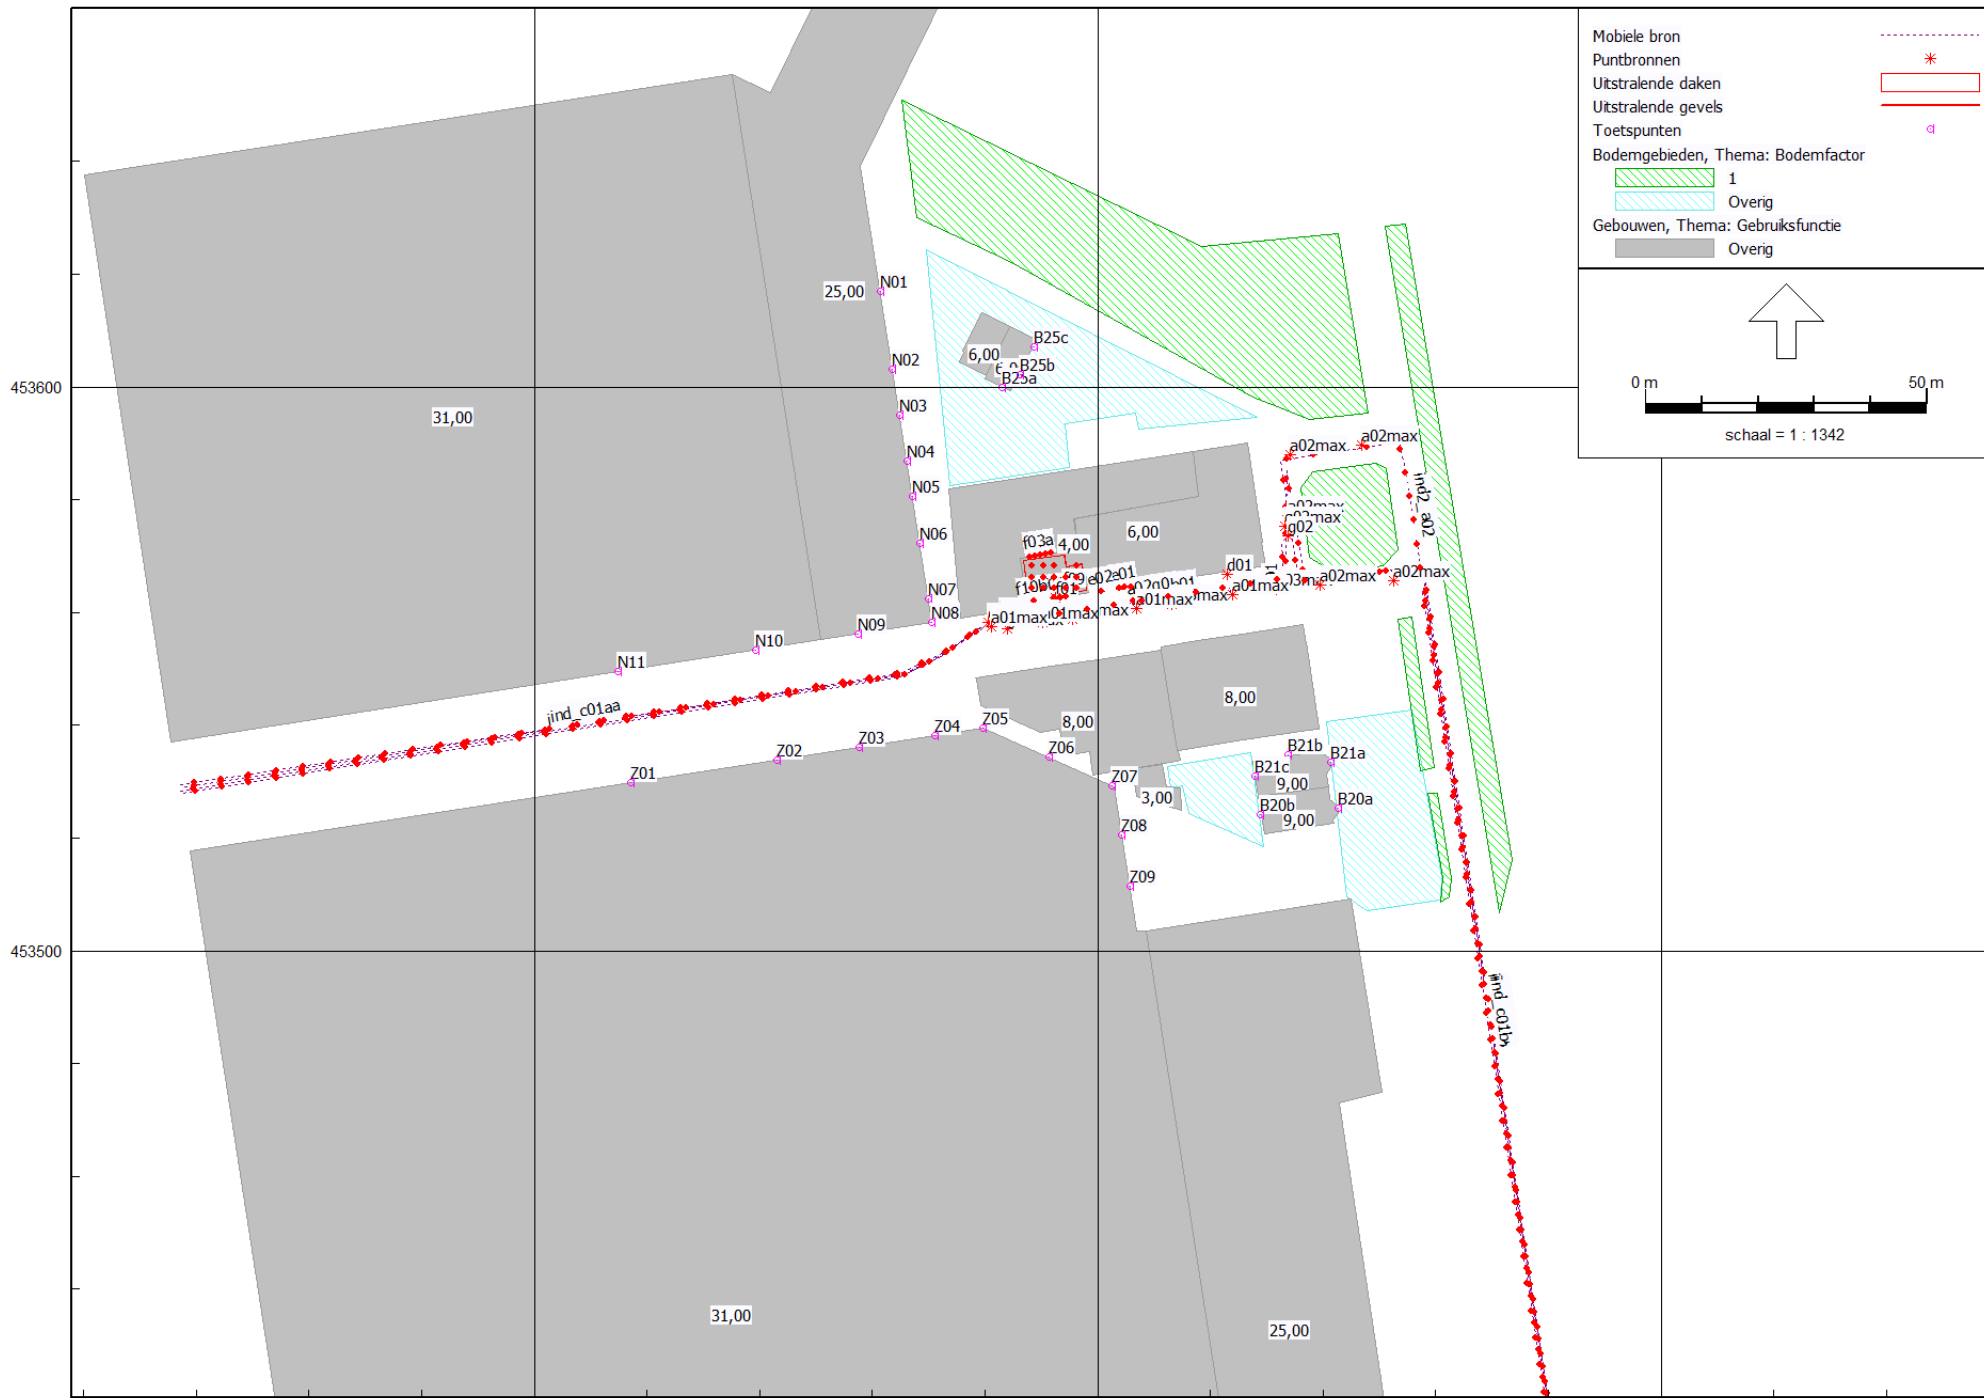 Mobiele bron
Puntbronnen
Uitstralende daken
Uitstralende gevels
Toetspunten
Bodemgebieden, Thema: Bodemfactor
1
Overig
Gebouwen, Thema: Gebruiksfunctie
Overig
0 m 50 m
schaal = 1 : 1342
N01
25,00
B25c
6,00
B25b
N02
B25a
453600
N03
31,00
a02max
a02max
N04
ind2_a02
N05
a02max
g02
6,00
N06
f03a
4,00
d01
a02max
a02max
N07
a01max
a01max
N08
a01max
N09
N10
N11
8,00
jind_c01aa
8,00
Z05
Z04
Z03
Z06
B21b
Z02
B21a
B21c
Z01
Z07
9,00
3,00
B20b
B20a
9,00
Z08
Z09
453500
31,00
25,00